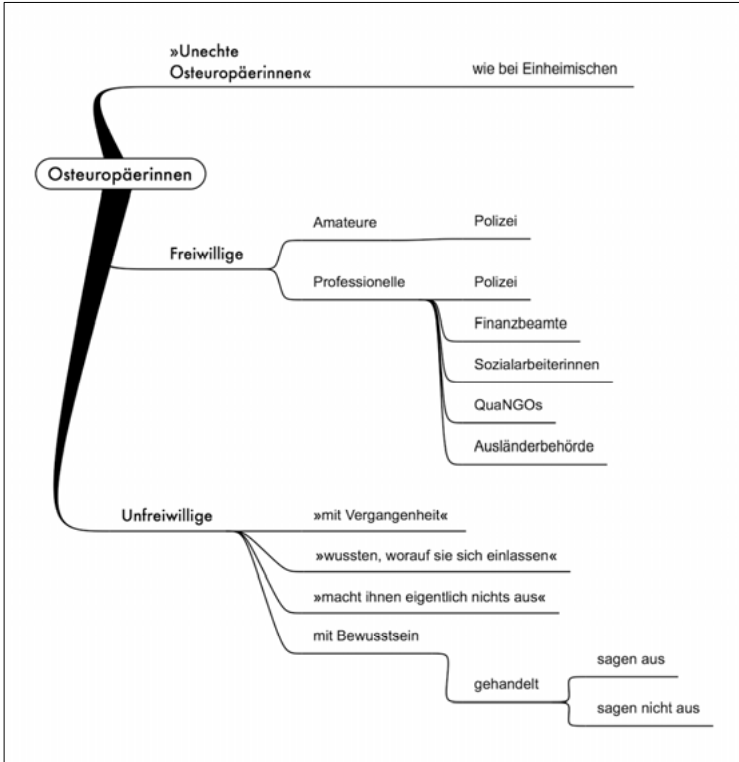 »Unechte
Osteuropäerinnen«
wie bei Einheimischen
Osteuropäerinnen
Freiwillige
Amateure
Polizei
Professionelle
Polizei
Finanzbeamte
Sozialarbeiterinnen
QuaNGOs
Ausländerbehörde
Unfreiwillige
»mit Vergangenheit«
»wussten, worauf sie sich einlassen«
»macht ihnen eigentlich nichts aus«
mit Bewusstsein
gehandelt
sagen aus
sagen nicht aus